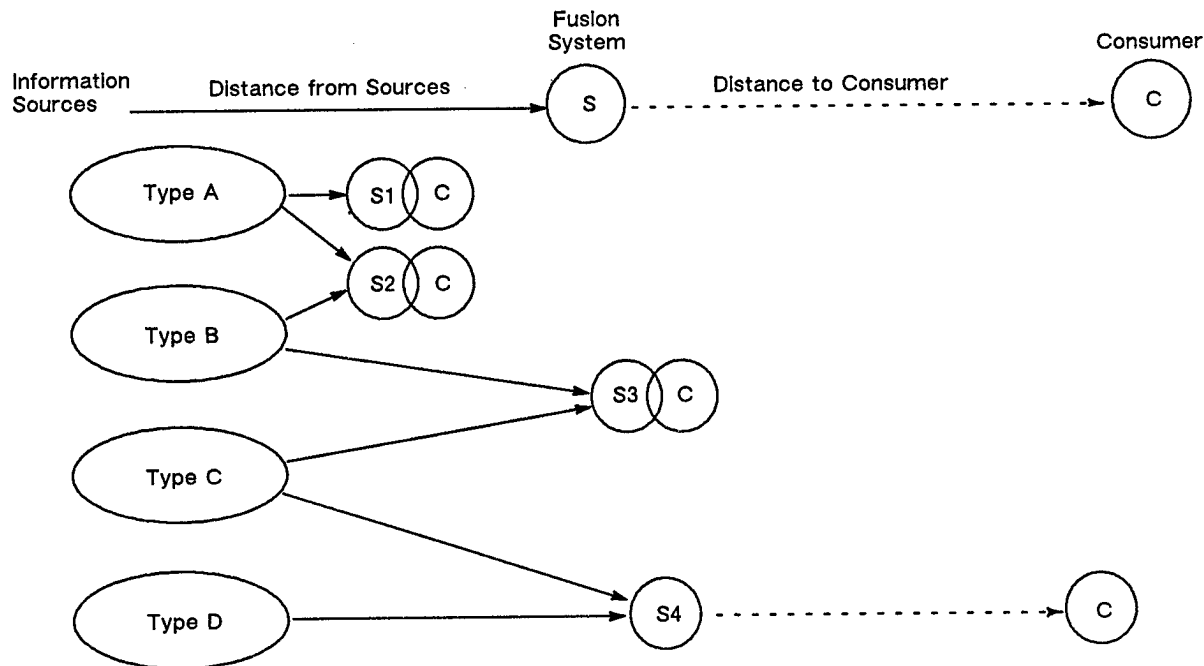 Fusion
System
Consumer
Information
Sources
Distance from Sources
S
Distance to Consumer
C
Type A
S1
C
S2
C
Type B
S3
C
Type C
Type D
S4
C